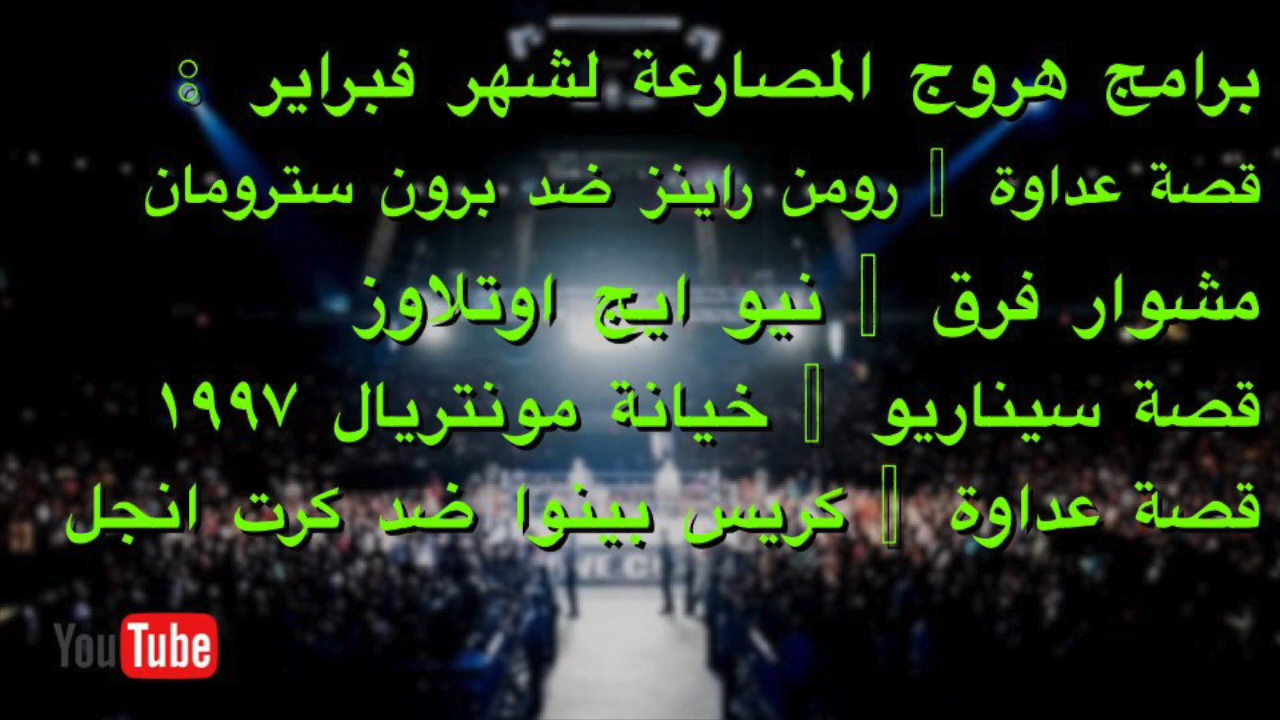 برامج هروج المصارعة لشهر فبراير :
قصة عداوة رومن راينز ضد برون سترومان
مشوار فرق نيو ايج اوتلاوز
قصة سيناريو خيانة مونتريال ١٩٩٧
قصة عداوة كريس بينوا ضد كرت انجل
YouTube